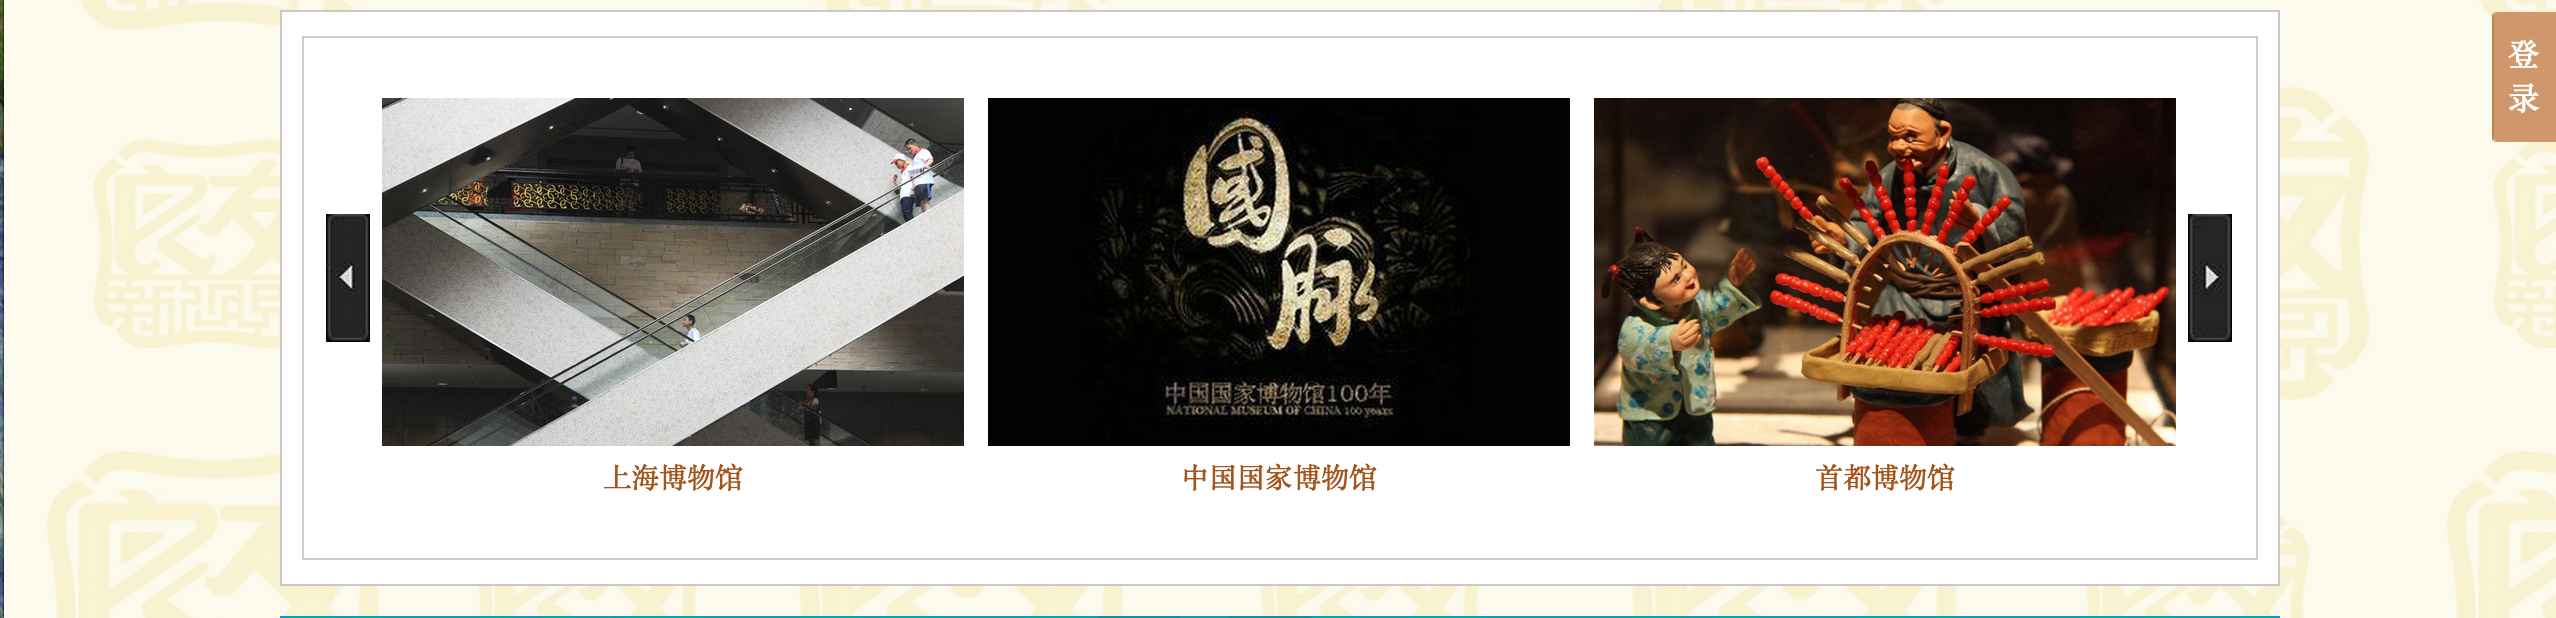 登
录
國
脉
中国国家博物馆100年
NATIONAL MUSEUM OF CHINA 100 years
上海博物馆
中国国家博物馆
首都博物馆